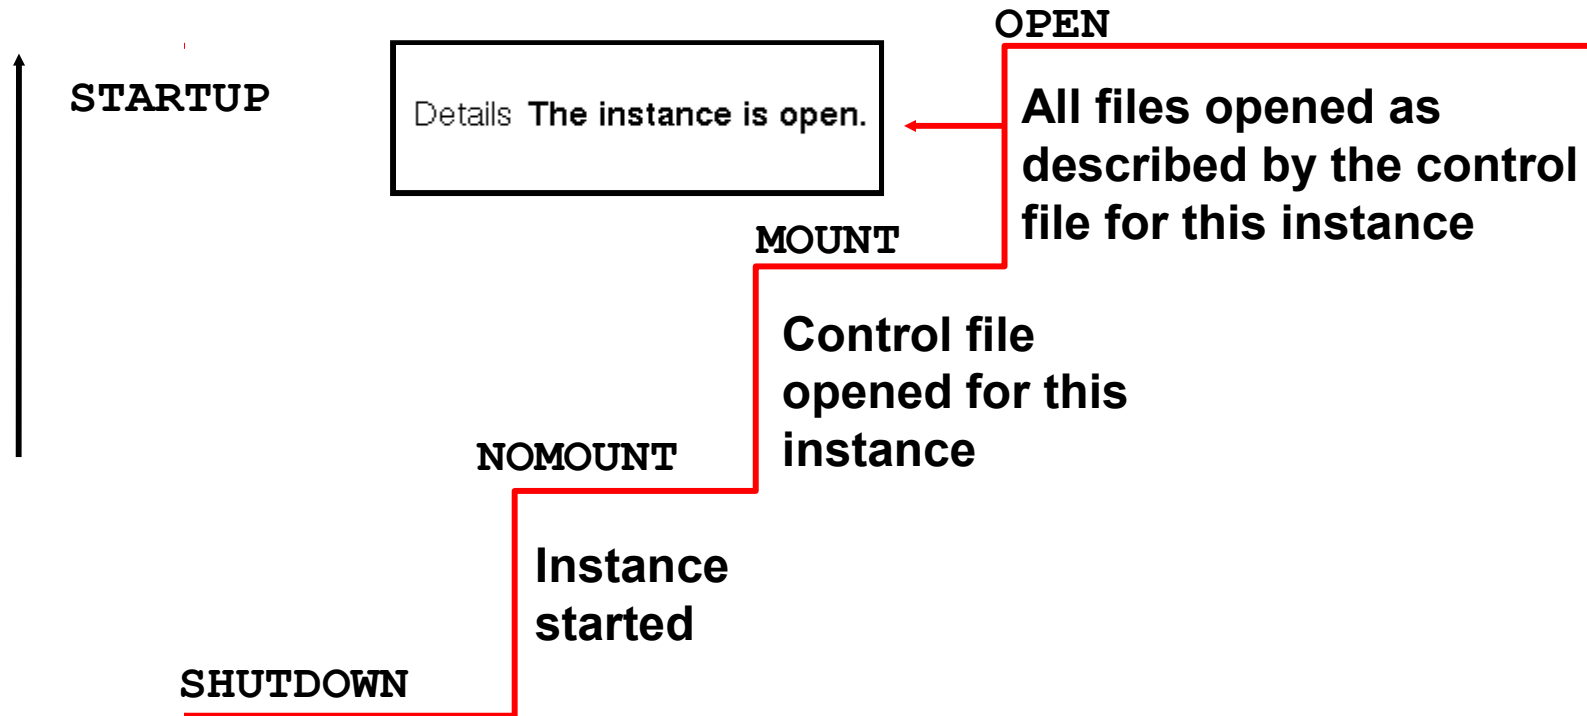 OPEN
STARTUP
Details The instance is open.
All files opened as
described by the control
file for this instance
MOUNT
Control file
opened for this
instance
NOMOUNT
Instance
started
SHUTDOWN